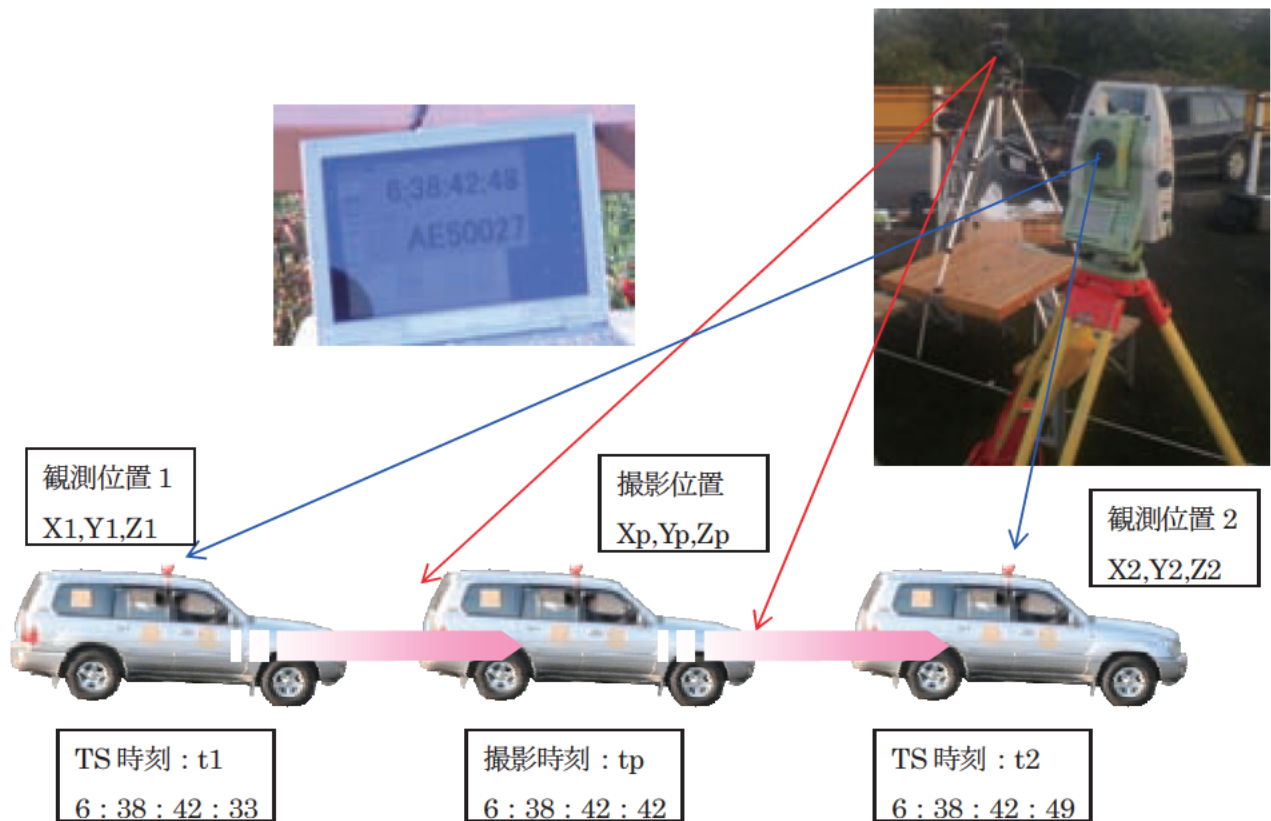 6:38:42:48
AE50027
観測位置 1
X1,Y1,Z1
撮影位置
Xp,Yp,Zp
観測位置 2
X2,Y2,Z2
TS 時刻：t1
6：38：42：33
撮影時刻：tp
6：38：42：42
TS 時刻：t2
6：38：42：49